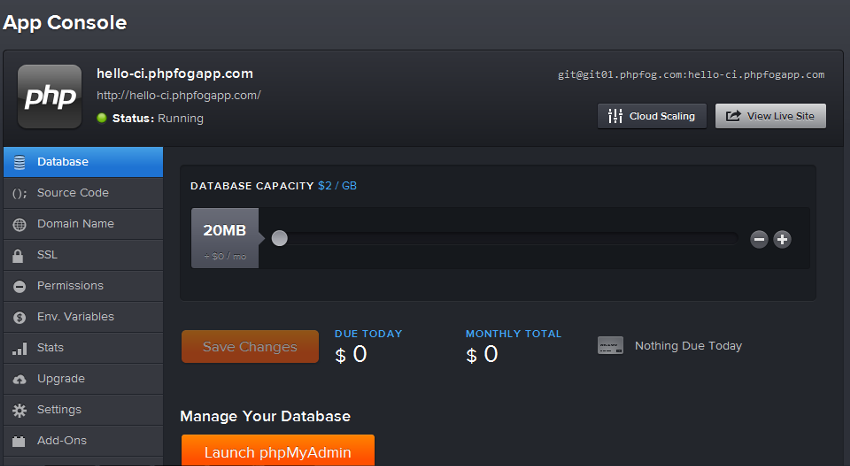 App Console
php
hello-ci.phpfogapp.com
http://hello-ci.phpfogapp.com/
Status: Running
git@git01.phpfog.com:hello-ci.phpfogapp.com
Cloud Scaling
View Live Site
Database
Source Code
Domain Name
SSL
Permissions
Env. Variables
Stats
Upgrade
Settings
Add-Ons
DATABASE CAPACITY $2 / GB
20MB
+ $0 / mo
Save Changes
DUE TODAY
$ 0
MONTHLY TOTAL
$ 0
Nothing Due Today
Manage Your Database
Launch phpMyAdmin